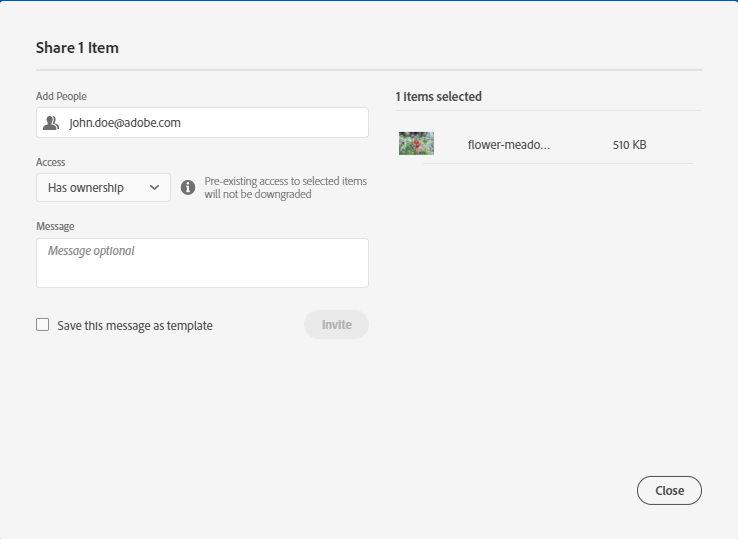 Share 1 Item
Add People
john.doe@adobe.com
Access
Has ownership
Pre-existing access to selected items
will not be downgraded
Message
Message optional
Save this message as template
Invite
1 items selected
flower-meado... 510 KB
Close